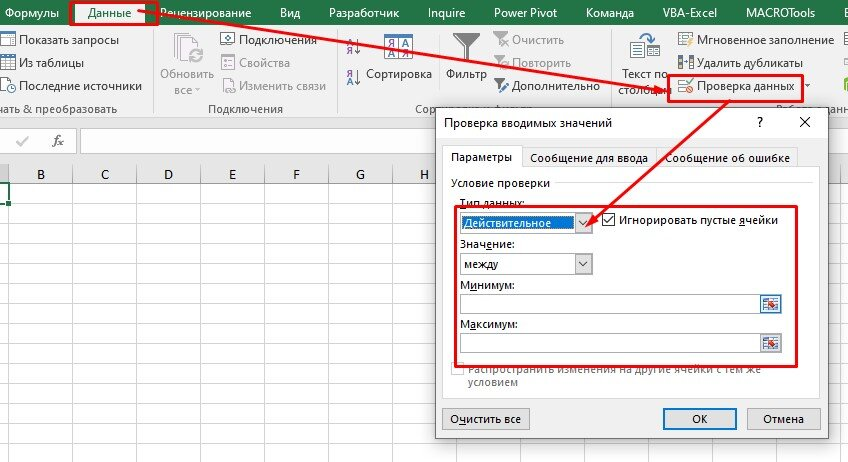 Формулы Данные Рецензирование Вид Разработчик Inquire Power Pivot Команда VBA-Excel MACROTools
Показать запросы
Из таблицы
Последние источники
Обновить
все
Подключения
Свойства
Изменить связи
Подключения
Сортировка
Фильтр
Очистить
Повторить
Дополнительно
Текст по
столбцам
Мгновенное заполнение
Удалить дубликаты
Проверка данных
B C D E F G H
Проверка вводимых значений ? ×
Параметры Сообщение для ввода Сообщение об ошибке
Условие проверки
Тип данных:
Действительное Игнорировать пустые ячейки
Значение:
между
Минимум:
Максимум:
Распространить изменения на другие ячейки с тем же
условием
Очистить все ОК Отмена